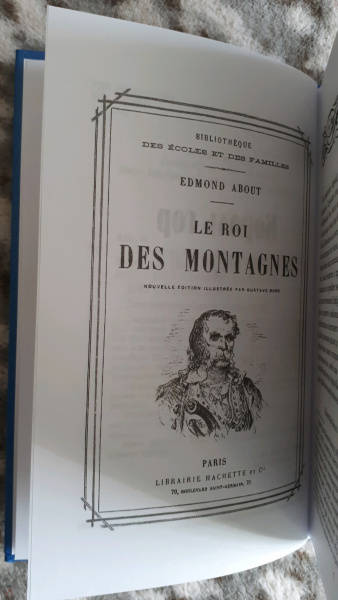 BIBLIOTHÈQUE
DES ÉCOLES ET DES FAMILLES
EDMOND ABOUT
LE ROI
DES MONTAGNES
NOUVELLE ÉDITION ILLUSTRÉE PAR GUSTAVE DORÉ
PARIS
LIBRAIRIE HACHETTE ET Cie
79, BOULEVARD SAINT-GERMAIN, 79